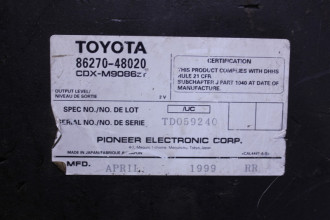 TOYOTA
86270-48020
CERTIFICATION
THIS PRODUCT COMPLIES WITH DHHS
RULE 21 CFR
SUBCHAPTER J PART 1040 AT DATE OF
MANUFACTURE.
OUTPUT LEVEL/
NIVEAU DE SORTIE
SPEC NO./NO. DE LOT /UC
SERIAL NO./NO. DE SERIE TD059240
PIONEER ELECTRONIC CORP.
MFD. APRIL 1999